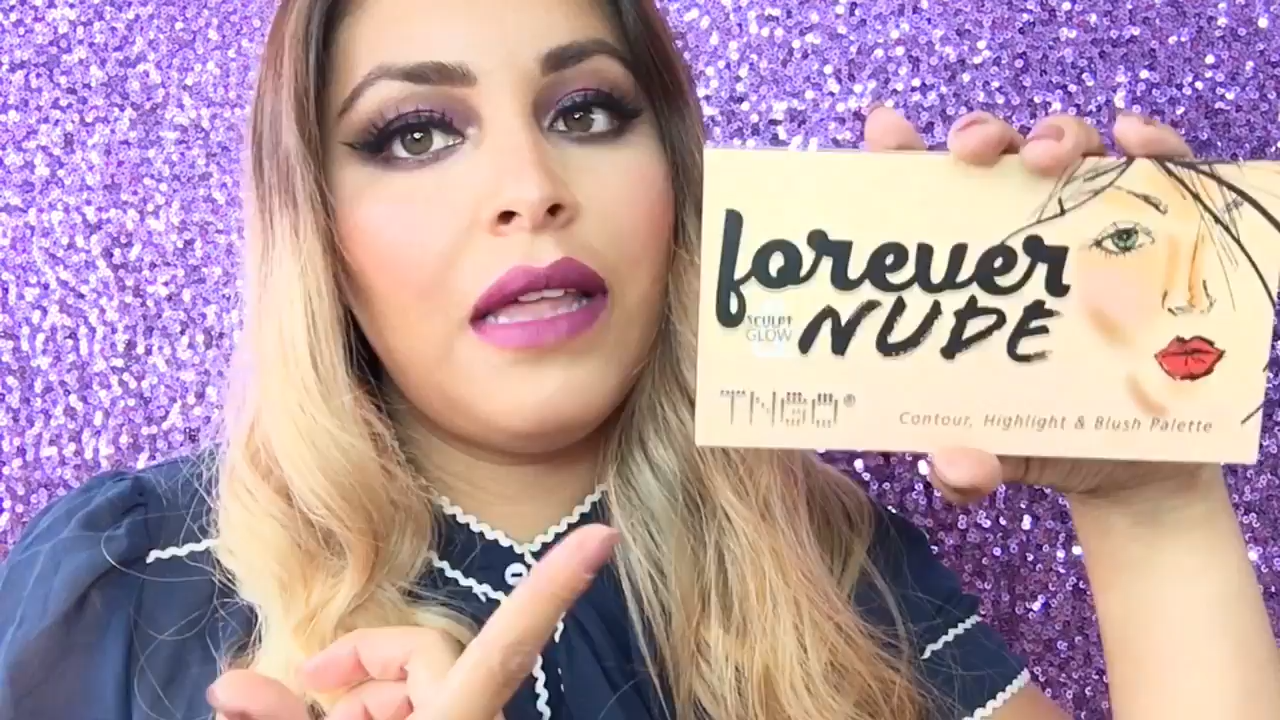 forever
SCULPT
GLOW
NUDE
TNGO®
Contour, Highlight & Blush Palette